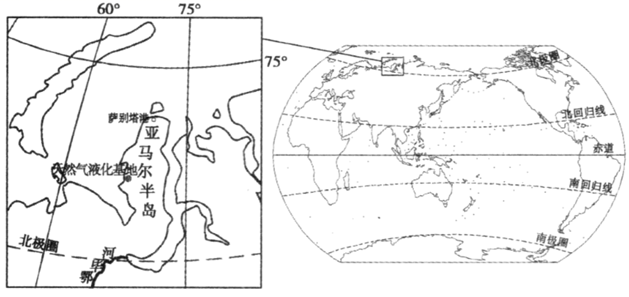 60°
75°
75°
萨别塔港
亚马尔半岛
天然气液化基地
北极圈
鄂毕河
北极圈
北回归线
赤道
南回归线
南极圈